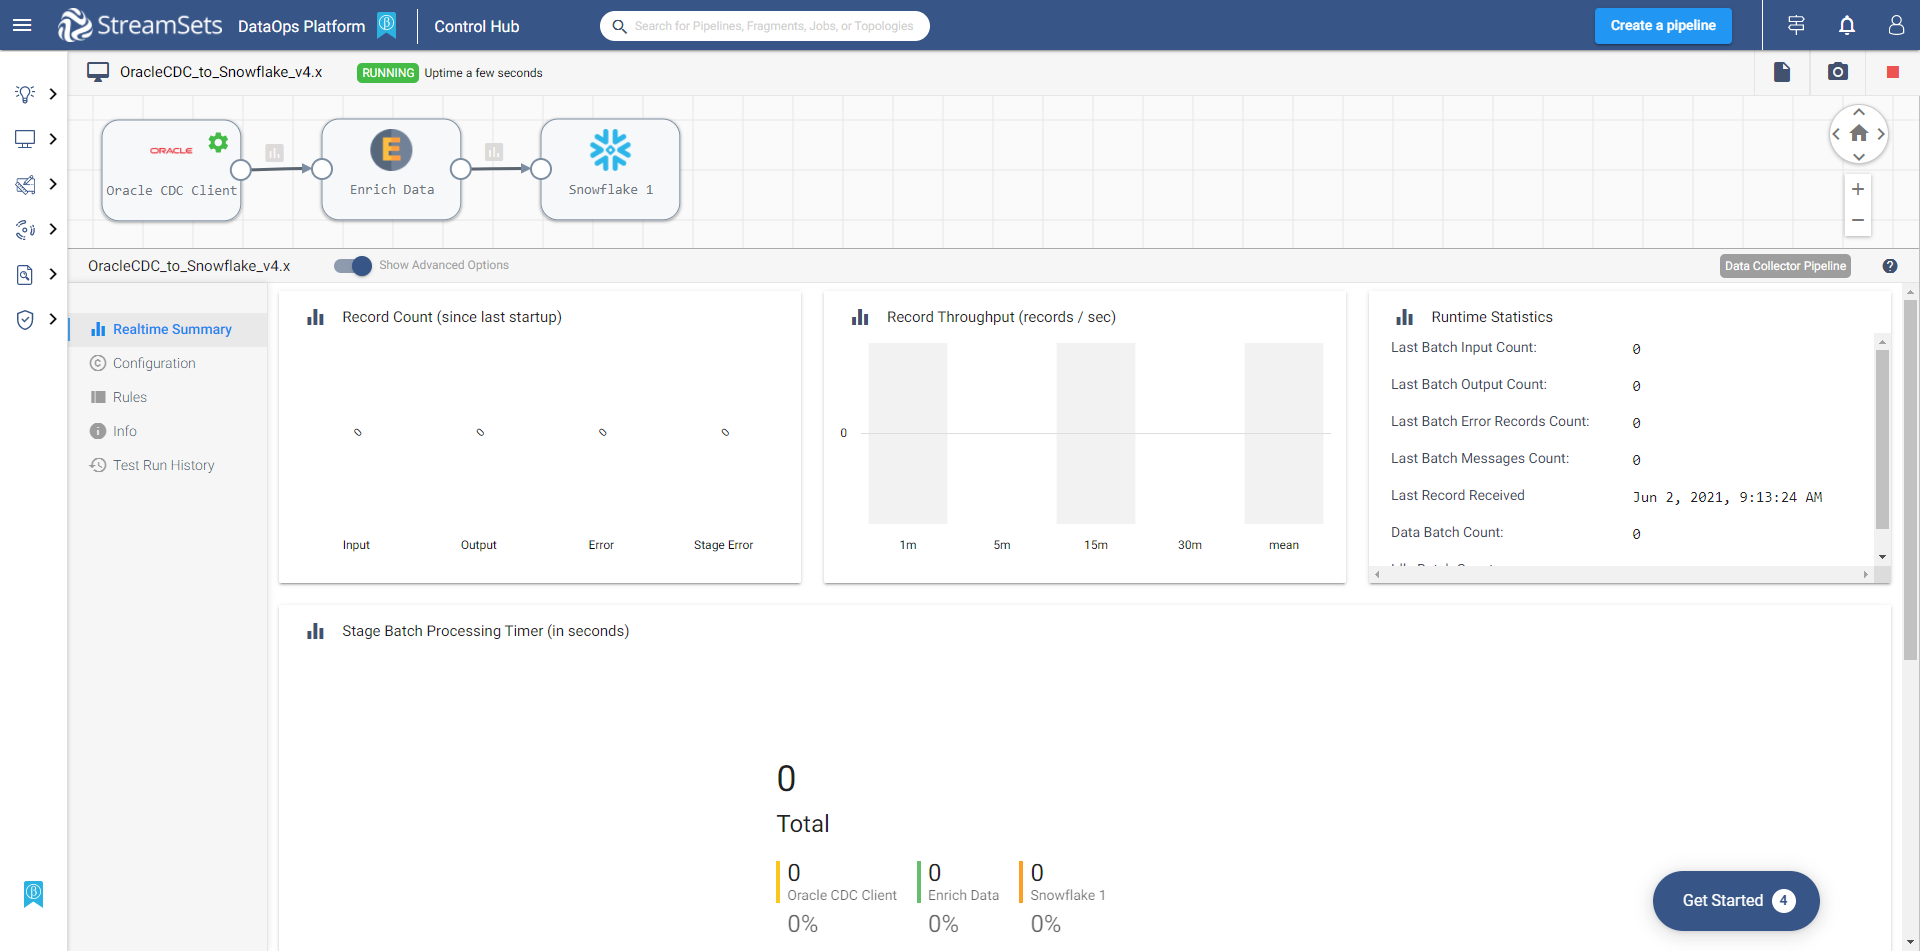 StreamSets DataOps Platform β Control Hub Search for Pipelines, Fragments, Jobs, or Topologies Create a pipeline
OracleCDC_to_Snowflake_v4.x RUNNING Uptime a few seconds
ORACLE
Oracle CDC Client
E
Enrich Data
Snowflake 1
OracleCDC_to_Snowflake_v4.x Show Advanced Options Data Collector Pipeline ?
Realtime Summary
Configuration
Rules
Info
Test Run History
Record Count (since last startup)
0 0 0 0
Input Output Error Stage Error
Record Throughput (records / sec)
0
1m 5m 15m 30m mean
Runtime Statistics
Last Batch Input Count: 0
Last Batch Output Count: 0
Last Batch Error Records Count: 0
Last Batch Messages Count: 0
Last Record Received Jun 2, 2021, 9:13:24 AM
Data Batch Count: 0
Stage Batch Processing Timer (in seconds)
0
Total
0 0 0
Oracle CDC Client Enrich Data Snowflake 1
0% 0% 0%
β
Get Started 4